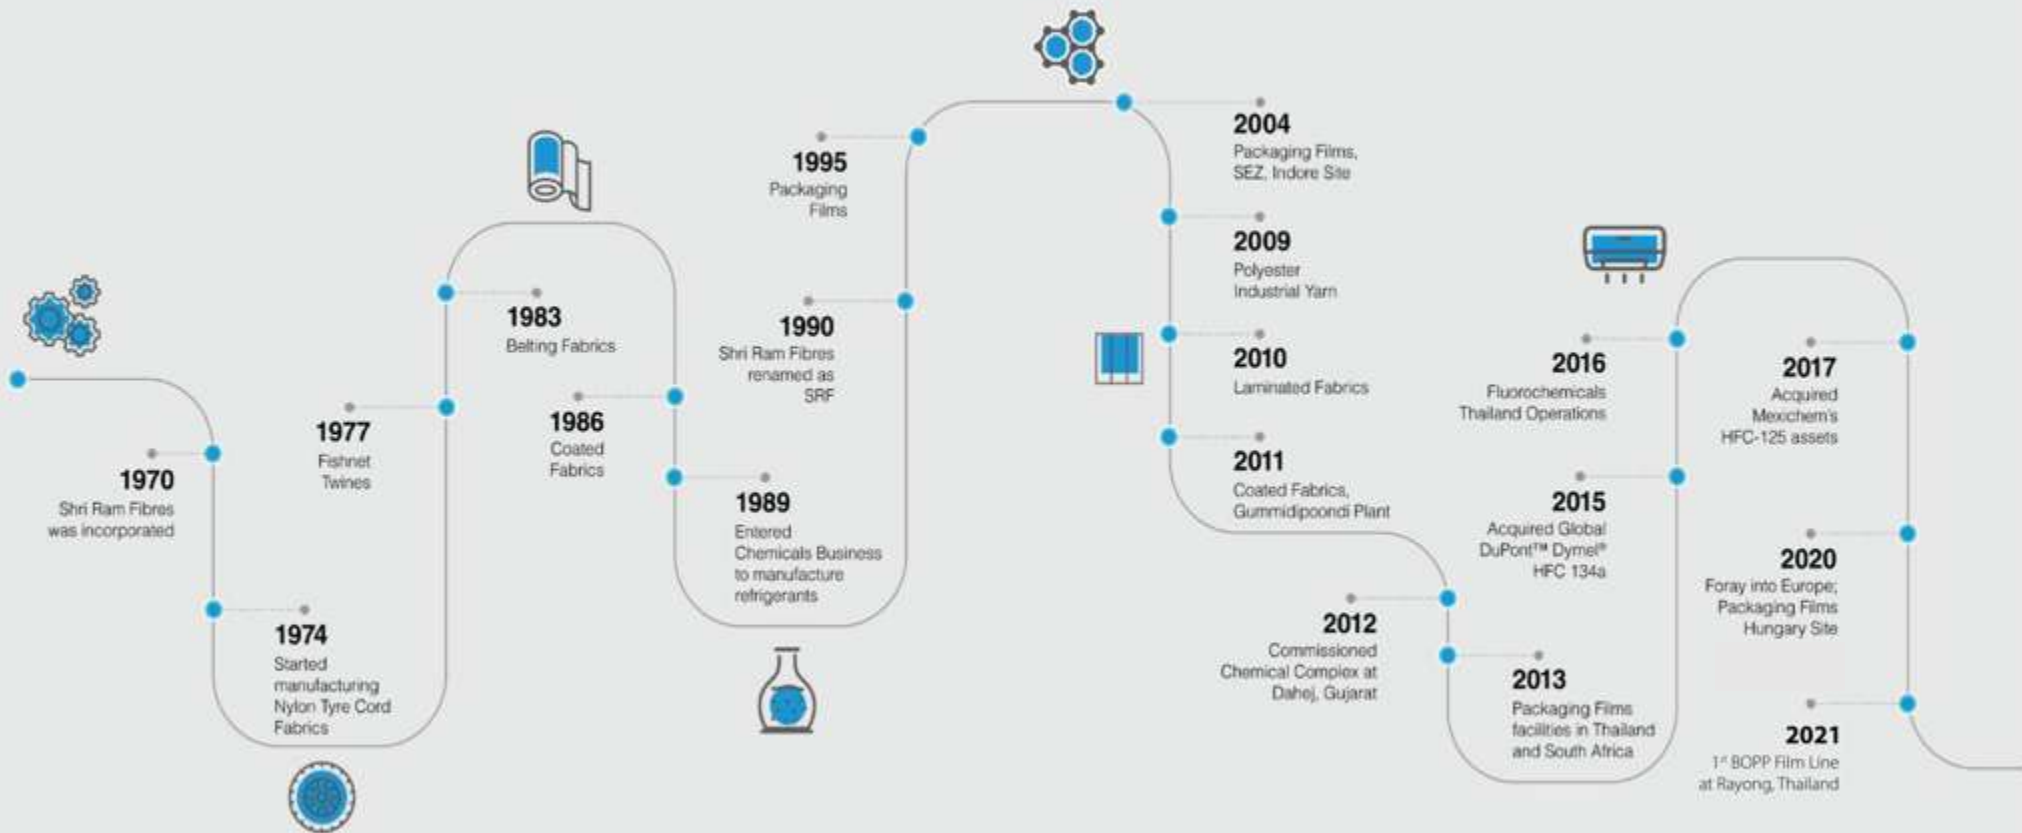 1970
Shri Ram Fibres
was incorporated
1974
Started
manufacturing
Nylon Tyre Cord
Fabrics
1977
Fishnet
Twines
1983
Belting Fabrics
1986
Coated
Fabrics
1989
Entered
Chemicals Business
to manufacture
refrigerants
1990
Shri Ram Fibres
renamed as
SRF
1995
Packaging
Films
2004
Packaging Films,
SEZ, Indore Site
2009
Polyester
Industrial Yarn
2010
Laminated Fabrics
2011
Coated Fabrics,
Gummidipoondi Plant
2012
Commissioned
Chemical Complex at
Dahej, Gujarat
2013
Packaging Films
facilities in Thailand
and South Africa
2015
Acquired Global
DuPont™ Dymel®
HFC 134a
2016
Fluorochemicals
Thailand Operations
2017
Acquired
Mexichem's
HFC-125 assets
2020
Foray into Europe;
Packaging Films
Hungary Site
2021
1st BOPP Film Line
at Rayong, Thailand